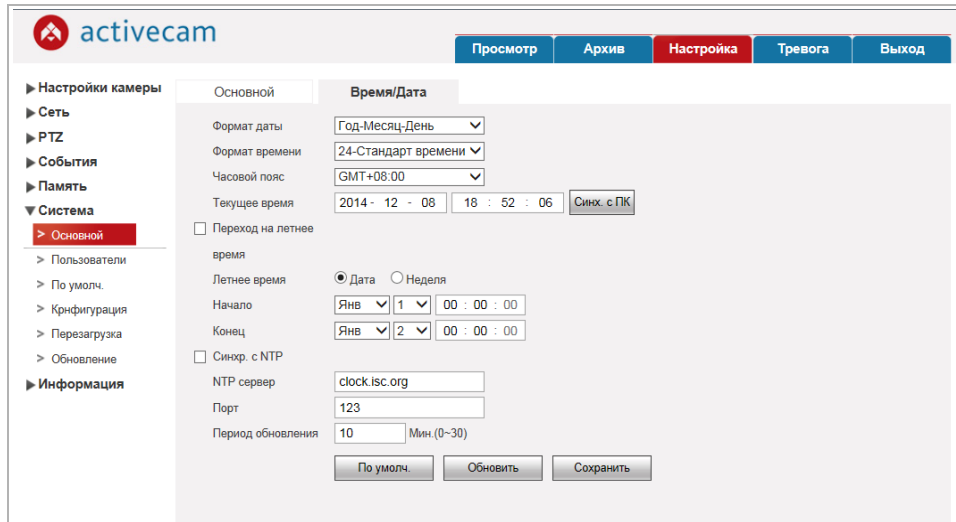 activecam
Просмотр Архив Настройка Тревога Выход
Настройки камеры
Сеть
PTZ
События
Память
Система
> Основной
> Пользователи
> По умолч.
> Крнфигурация
> Перезагрузка
> Обновление
Информация
Основной Время/Дата
Формат даты Год-Месяц-День
Формат времени 24-Стандарт времени
Часовой пояс GMT+08:00
Текущее время 2014 - 12 - 08 18 : 52 : 06 Синх. с ПК
Переход на летнее
время
Летнее время Дата Неделя
Начало Янв 1 00 : 00 : 00
Конец Янв 2 00 : 00 : 00
Синхр. с NTP
NTP сервер clock.isc.org
Порт 123
Период обновления 10 Мин.(0~30)
По умолч. Обновить Сохранить